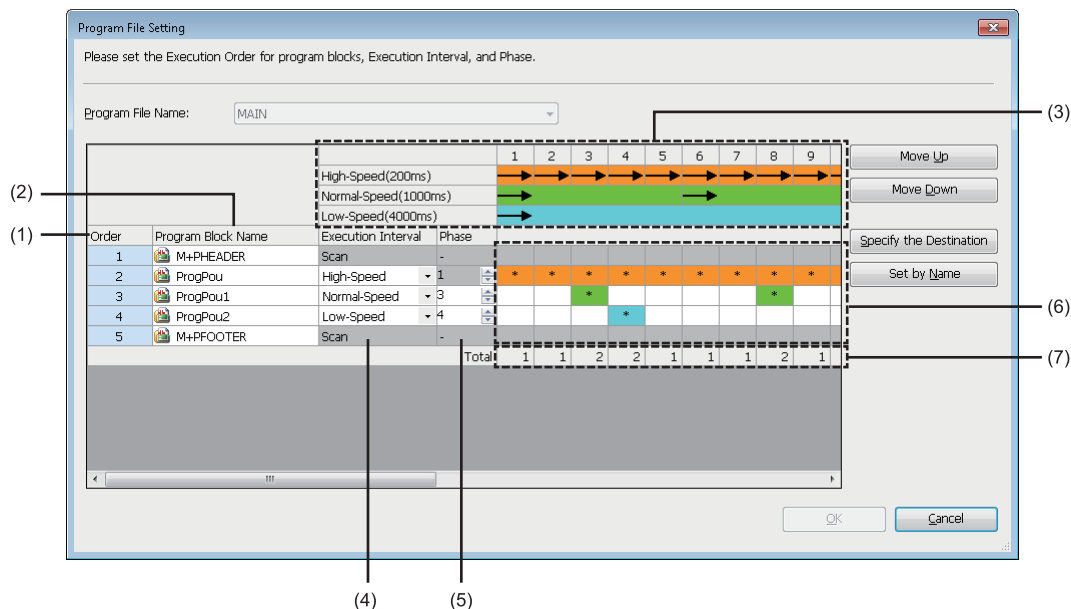 Program File Setting
Please set the Execution Order for program blocks, Execution Interval, and Phase.
Program File Name: MAIN
(3)
1 2 3 4 5 6 7 8 9
Move Up
High-Speed(200ms)
(2)
Normal-Speed(1000ms)
Move Down
Low-Speed(4000ms)
(1)
Order Program Block Name Execution Interval Phase
Specify the Destination
1 M+PHEADER Scan -
2 ProgPou High-Speed 1 * * * * * * * * *
Set by Name
3 ProgPou1 Normal-Speed 3 * *
(6)
4 ProgPou2 Low-Speed 4 *
5 M+PFOOTER Scan -
Total 1 1 2 2 1 1 1 2 1
(7)
OK Cancel
(4) (5)